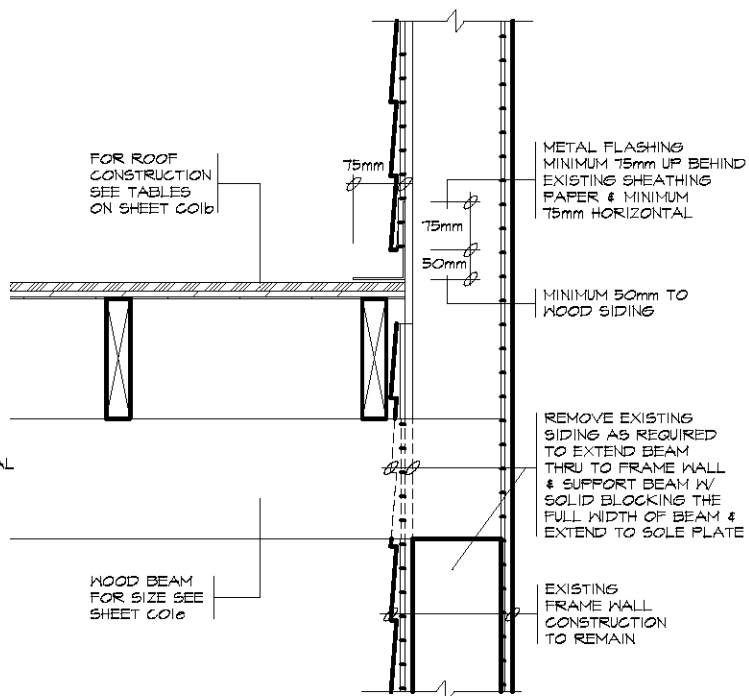 FOR ROOF
CONSTRUCTION
SEE TABLES
ON SHEET CO1b
75mm
METAL FLASHING
MINIMUM 75mm UP BEHIND
EXISTING SHEATHING
PAPER & MINIMUM
75mm HORIZONTAL
75mm
50mm
MINIMUM 50mm TO
WOOD SIDING
REMOVE EXISTING
SIDING AS REQUIRED
TO EXTEND BEAM
THRU TO FRAME WALL
& SUPPORT BEAM W/
SOLID BLOCKING THE
FULL WIDTH OF BEAM &
EXTEND TO SOLE PLATE
WOOD BEAM
FOR SIZE SEE
SHEET CO1e
EXISTING
FRAME WALL
CONSTRUCTION
TO REMAIN